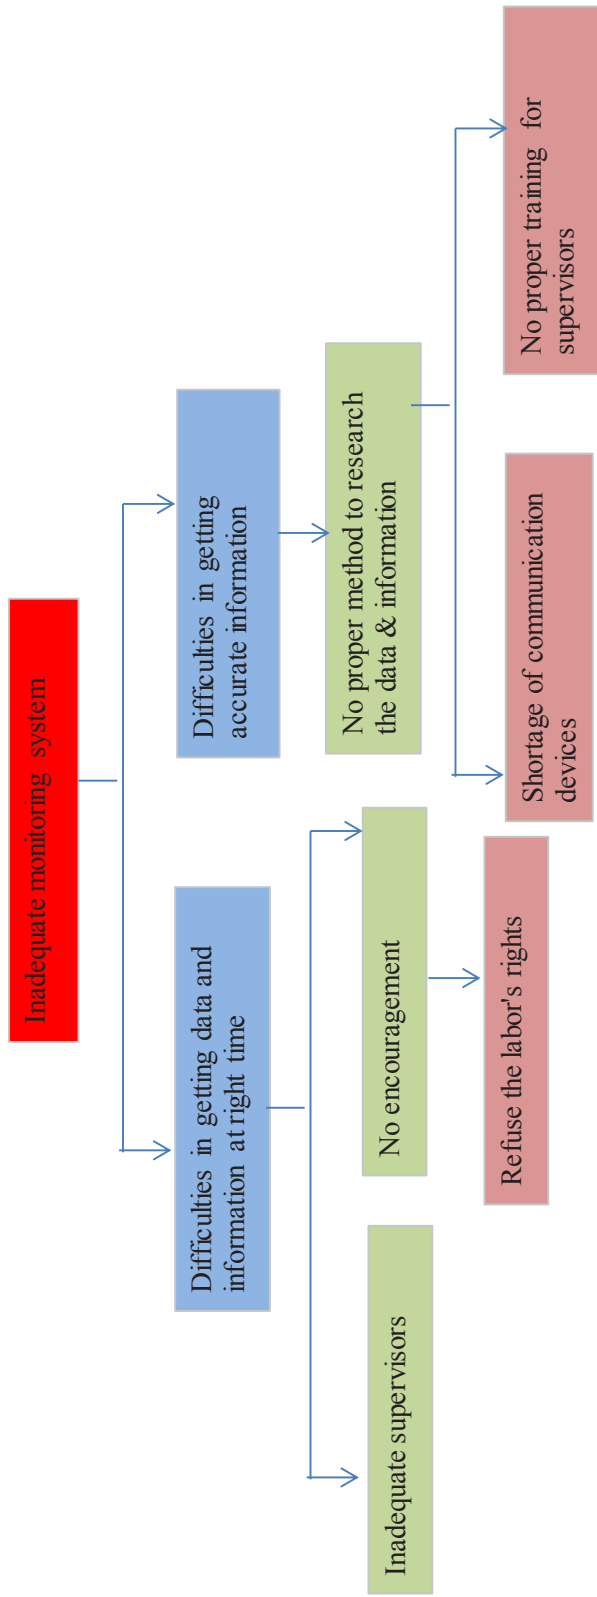 Inadequate monitoring system
Difficulties in getting data and
information at right time
Difficulties in getting
accurate information
Inadequate supervisors
No encouragement
No proper method to research
the data & information
Refuse the labor's rights
Shortage of communication
devices
No proper training for
supervisors